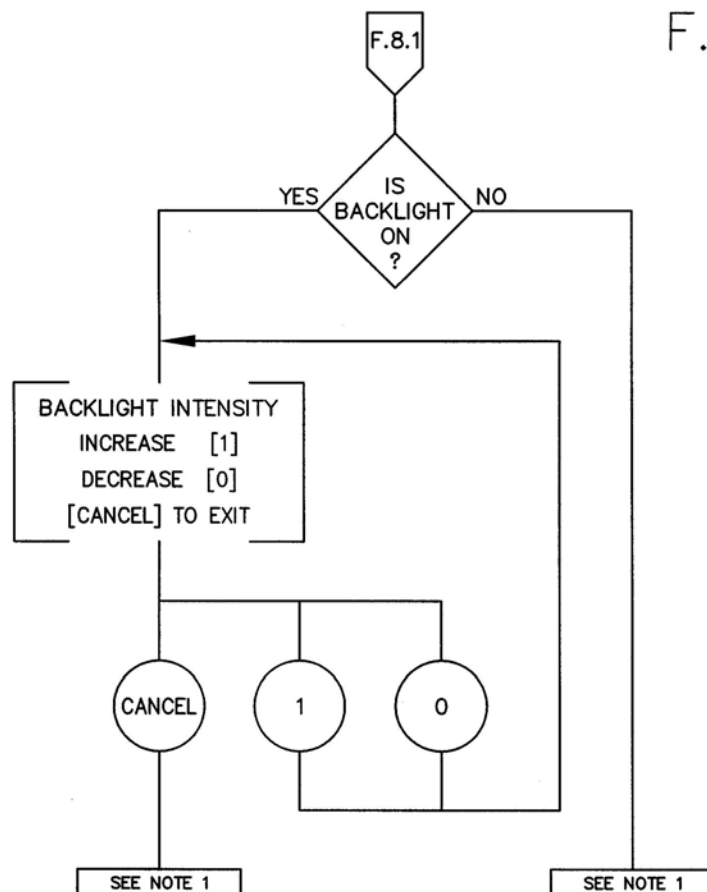 F.8.1
F.
YES
IS
BACKLIGHT
ON
?
NO
BACKLIGHT INTENSITY
INCREASE [1]
DECREASE [0]
[CANCEL] TO EXIT
CANCEL
1
0
SEE NOTE 1
SEE NOTE 1